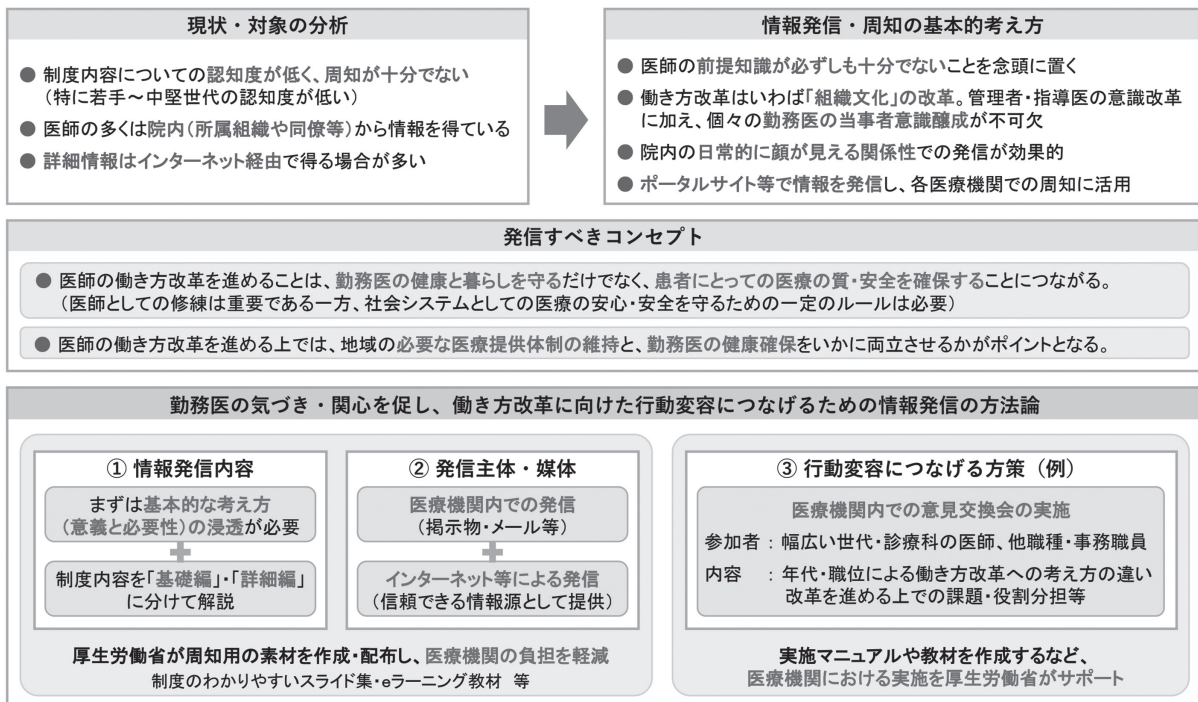 現状・対象の分析
● 制度内容についての認知度が低く、周知が十分でない
（特に若手～中堅世代の認知度が低い）
● 医師の多くは院内（所属組織や同僚等）から情報を得ている
● 詳細情報はインターネット経由で得る場合が多い
情報発信・周知の基本的考え方
● 医師の前提知識が必ずしも十分でないことを念頭に置く
● 働き方改革はいわば「組織文化」の改革。管理者・指導医の意識改革
に加え、個々の勤務医の当事者意識醸成が不可欠
● 院内の日常的に顔が見える関係性での発信が効果的
● ポータルサイト等で情報を発信し、各医療機関での周知に活用
発信すべきコンセプト
● 医師の働き方改革を進めることは、勤務医の健康と暮らしを守るだけでなく、患者にとっての医療の質・安全を確保することにつながる。
（医師としての修練は重要である一方、社会システムとしての医療の安心・安全を守るための一定のルールは必要）
● 医師の働き方改革を進める上では、地域の必要な医療提供体制の維持と、勤務医の健康確保をいかに両立させるかがポイントとなる。
勤務医の気づき・関心を促し、働き方改革に向けた行動変容につなげるための情報発信の方法論
① 情報発信内容
まずは基本的な考え方
（意義と必要性）の浸透が必要
＋
制度内容を「基礎編」・「詳細編」
に分けて解説
② 発信主体・媒体
医療機関内での発信
（掲示物・メール等）
＋
インターネット等による発信
（信頼できる情報源として提供）
厚生労働省が周知用の素材を作成・配布し、医療機関の負担を軽減
制度のわかりやすいスライド集・eラーニング教材 等
③ 行動変容につなげる方策（例）
医療機関内での意見交換会の実施
参加者：幅広い世代・診療科の医師、他職種・事務職員
内容　：年代・職位による働き方改革への考え方の違い
改革を進める上での課題・役割分担等
実施マニュアルや教材を作成するなど、
医療機関における実施を厚生労働省がサポート